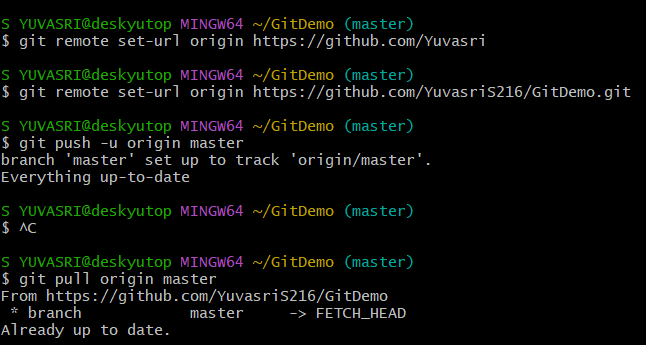 S YUVASRI@deskyutop MINGW64 ~/GitDemo (master)
$ git remote set-url origin https://github.com/Yuvasri
S YUVASRI@deskyutop MINGW64 ~/GitDemo (master)
$ git remote set-url origin https://github.com/YuvasriS216/GitDemo.git
S YUVASRI@deskyutop MINGW64 ~/GitDemo (master)
$ git push -u origin master
branch 'master' set up to track 'origin/master'.
Everything up-to-date
S YUVASRI@deskyutop MINGW64 ~/GitDemo (master)
$ ^C
S YUVASRI@deskyutop MINGW64 ~/GitDemo (master)
$ git pull origin master
From https://github.com/YuvasriS216/GitDemo
 * branch            master     -> FETCH_HEAD
Already up to date.